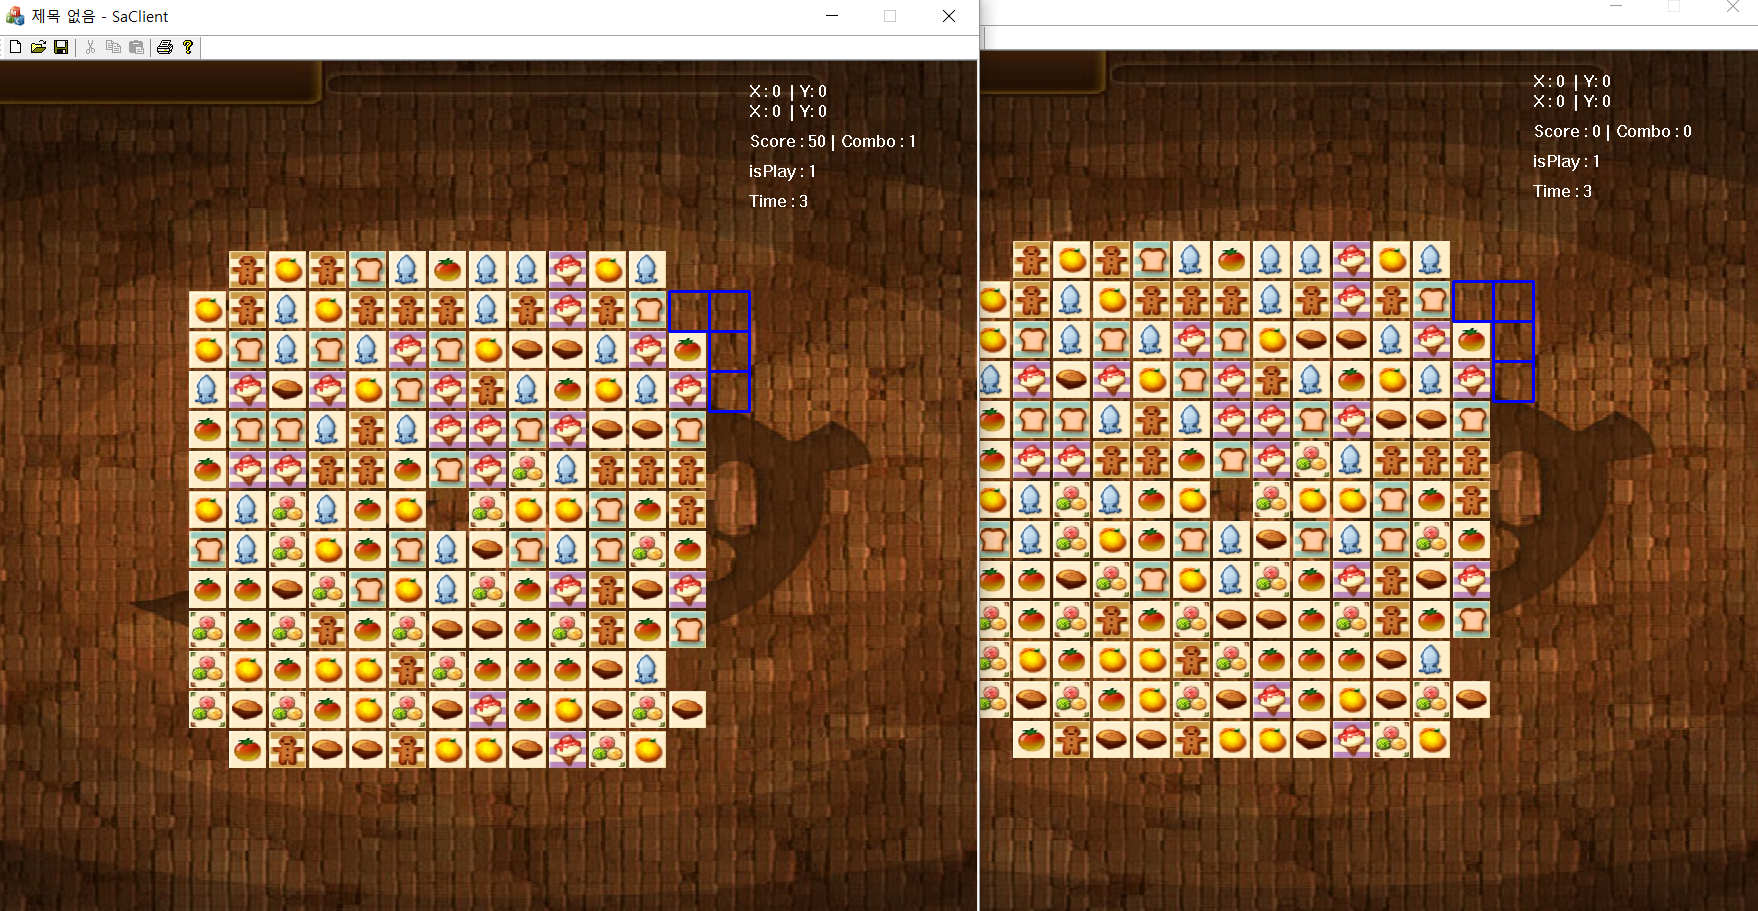 제목 없음 - SaClient
X : 0 | Y: 0
X : 0 | Y: 0
Score : 50 | Combo : 1
isPlay : 1
Time : 3
X : 0 | Y: 0
X : 0 | Y: 0
Score : 0 | Combo : 0
isPlay : 1
Time : 3